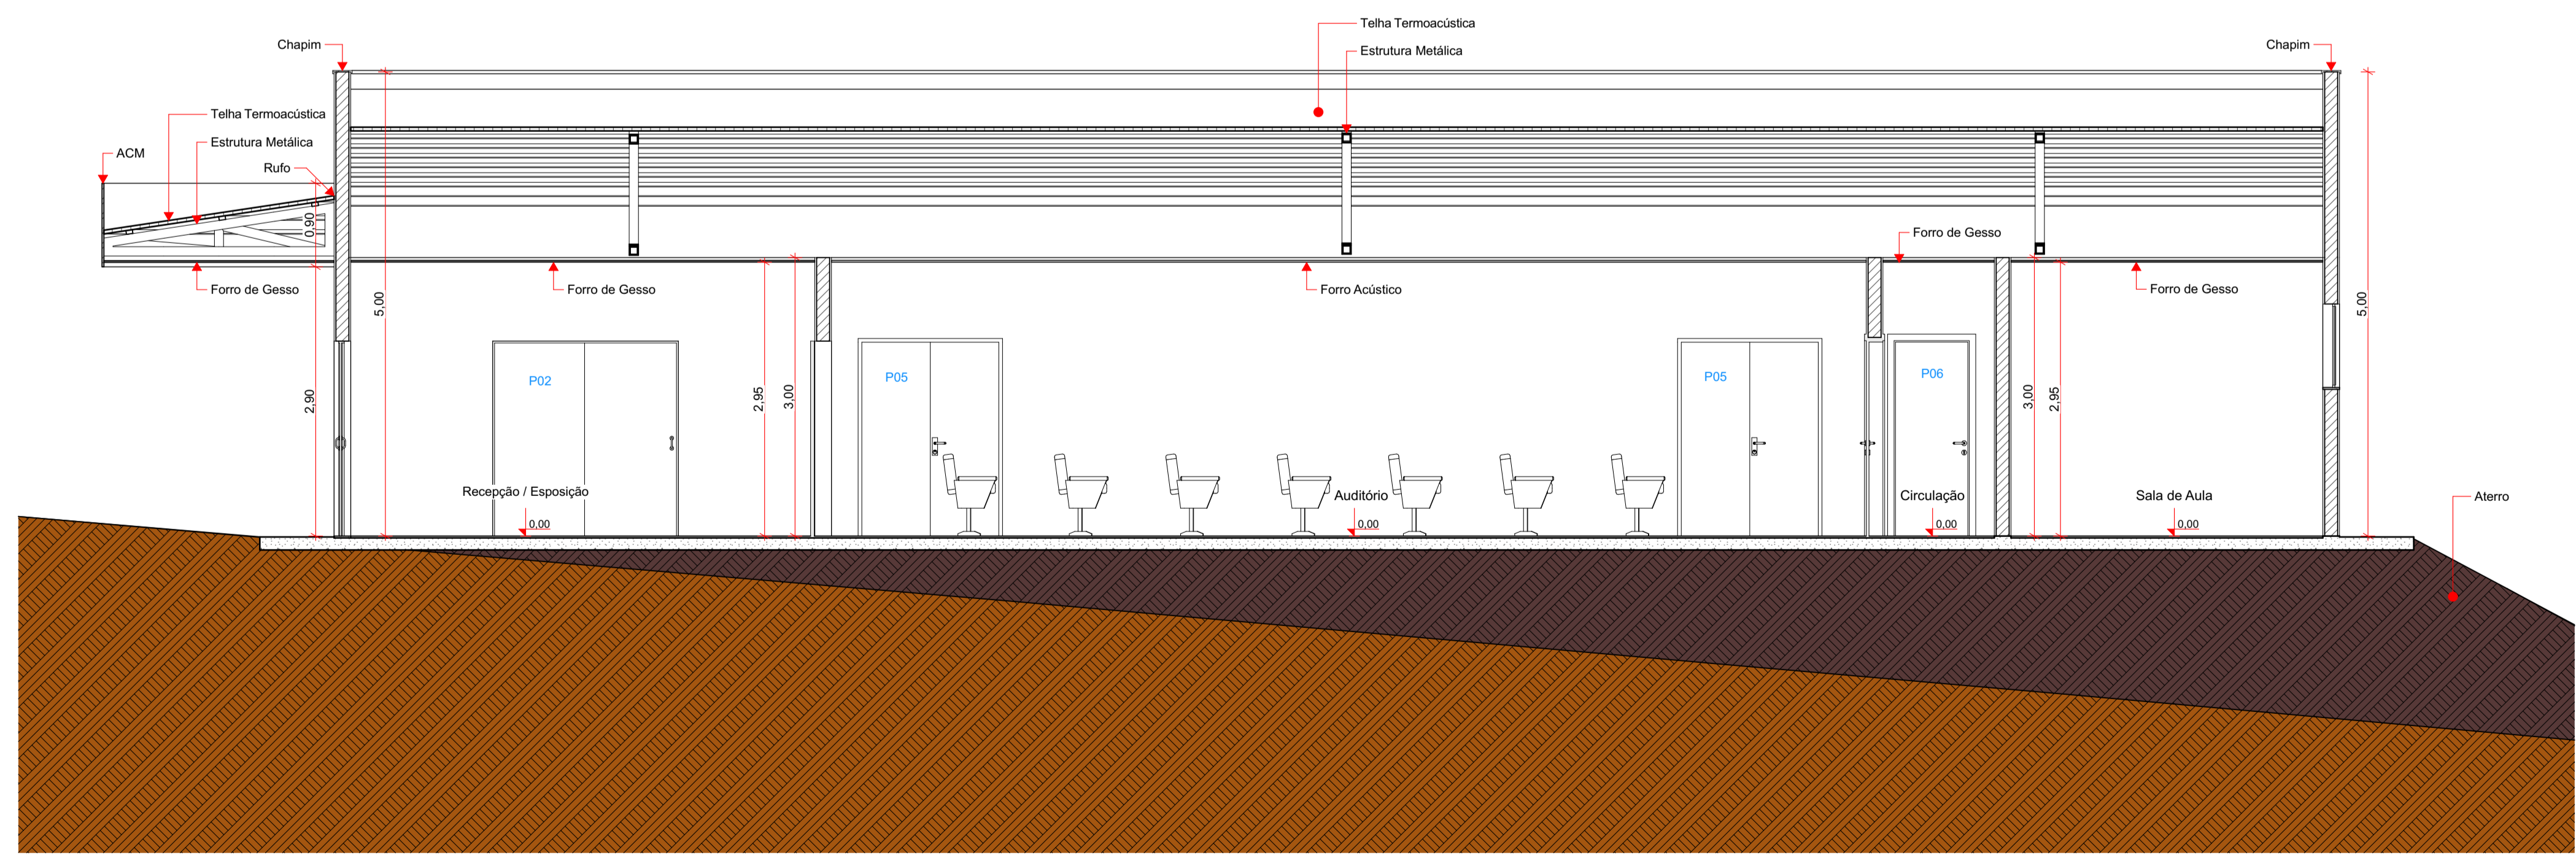 Telha Termoacústica
Chapim
Estrutura Metálica
Chapim
Telha Termoacústica
Estrutura Metálica
ACM
Rufo
0,90
Forro de Gesso
Forro de Gesso
Forro de Gesso
Forro Acústico
Forro de Gesso
5,00
5,00
2,90
2,95
3,00
3,00
2,95
P02
P05
P05
P06
Recepção / Esposição
Auditório
Circulação
Sala de Aula
Aterro
0,00
0,00
0,00
0,00